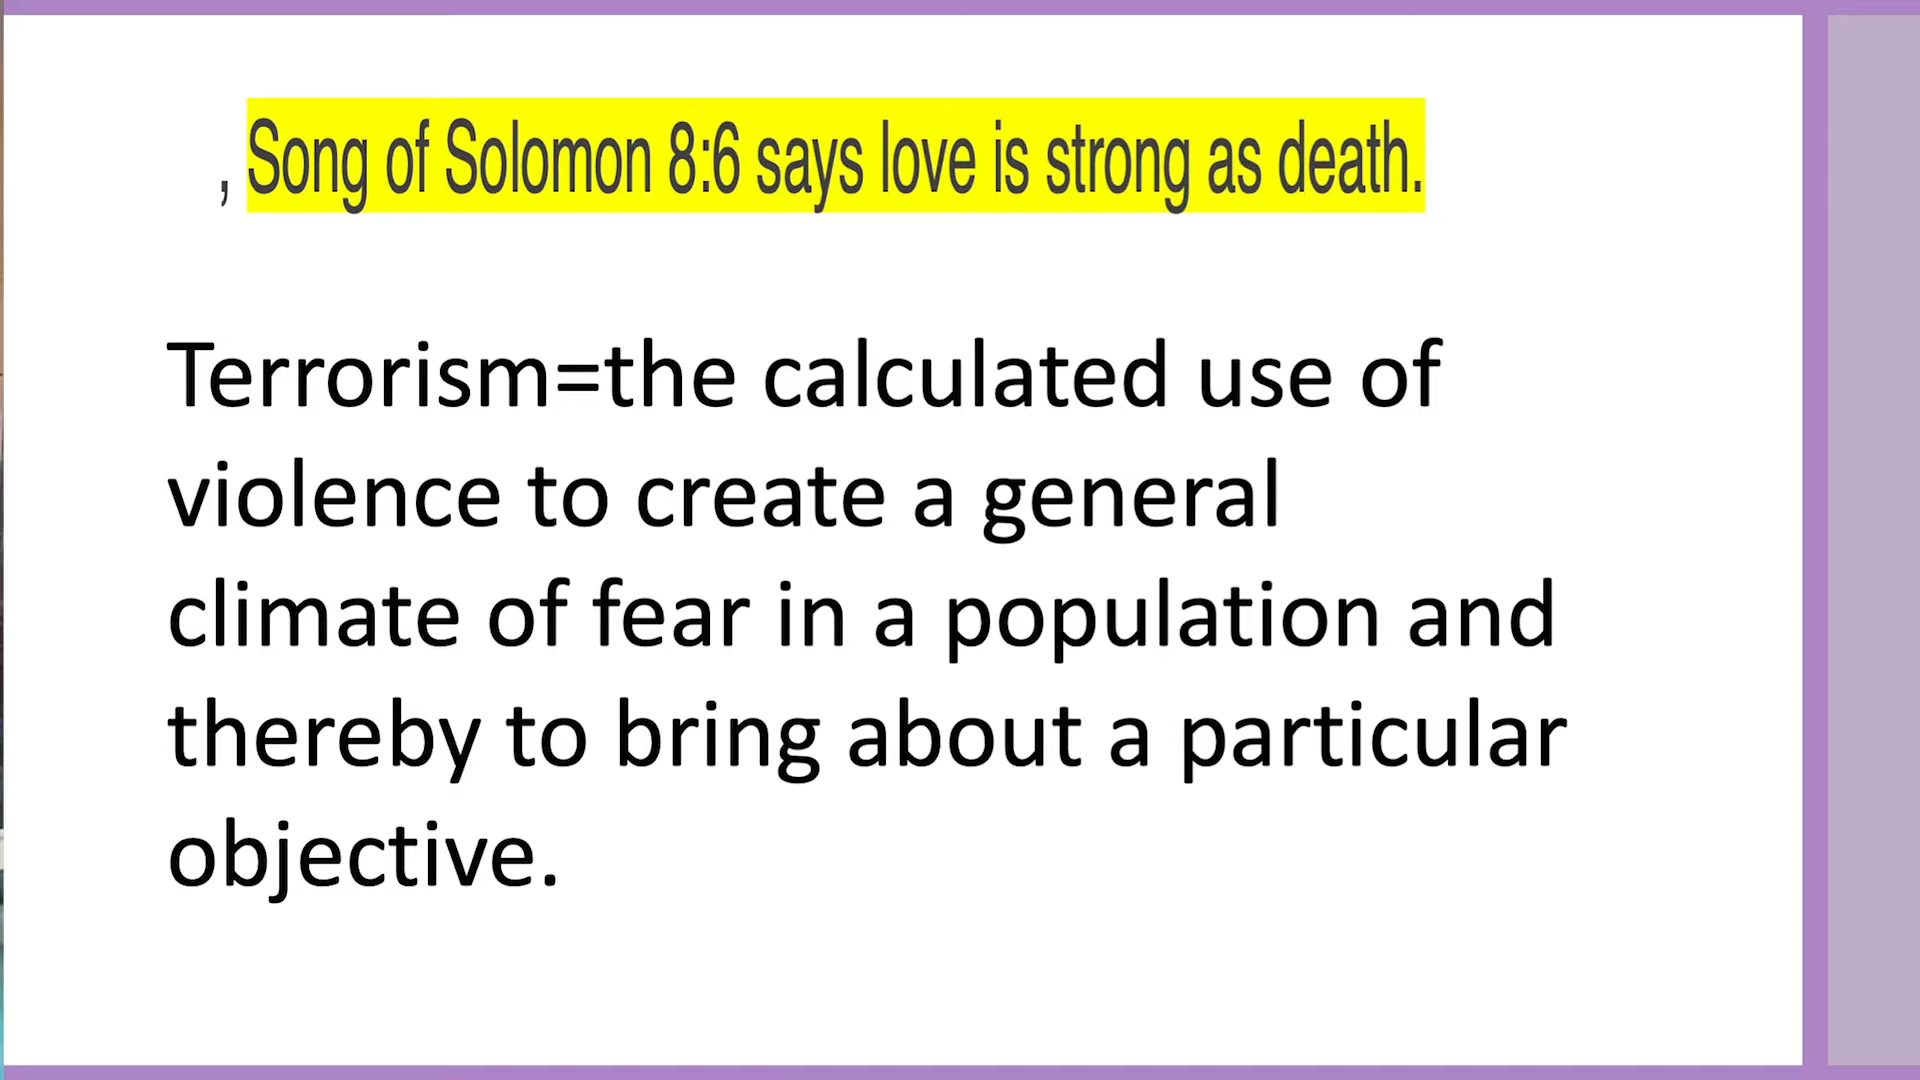 , Song of Solomon 8:6 says love is strong as death.
Terrorism=the calculated use of
violence to create a general
climate of fear in a population and
thereby to bring about a particular
objective.